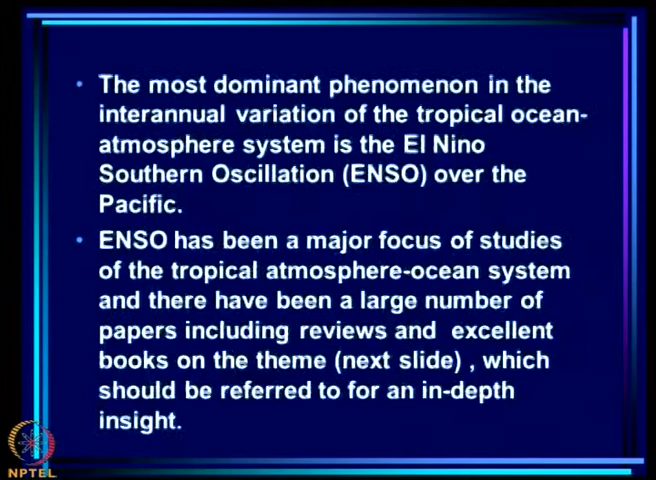 • The most dominant phenomenon in the
interannual variation of the tropical ocean-
atmosphere system is the El Nino
Southern Oscillation (ENSO) over the
Pacific.
• ENSO has been a major focus of studies
of the tropical atmosphere-ocean system
and there have been a large number of
papers including reviews and excellent
books on the theme (next slide) , which
should be referred to for an in-depth
insight.
NPTEL